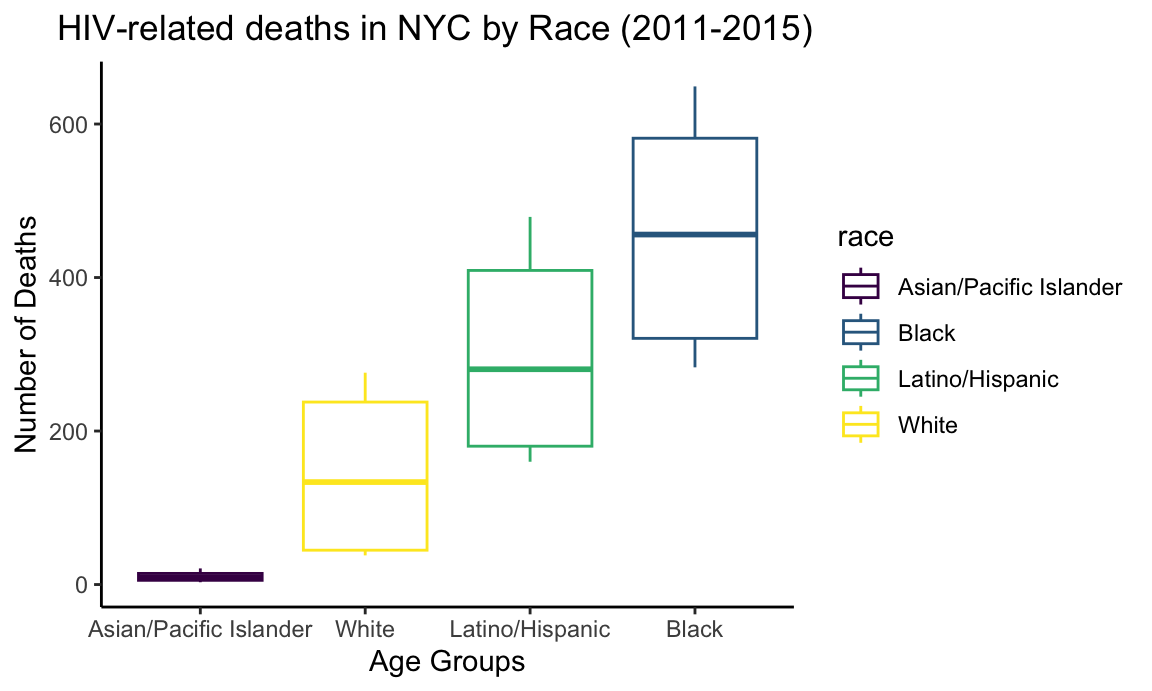 HIV-related deaths in NYC by Race (2011-2015)
Number of Deaths
600
400
200
0
Asian/Pacific Islander White Latino/Hispanic Black
Age Groups
race
Asian/Pacific Islander
Black
Latino/Hispanic
White